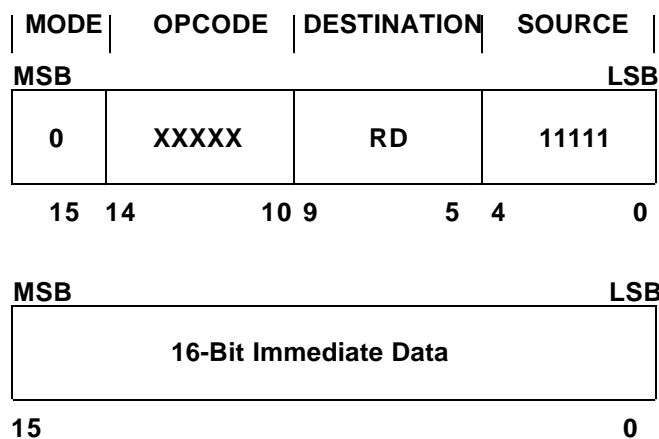 MODE OPCODE DESTINATION SOURCE
MSB LSB
0 XXXXX RD 11111
15 14 10 9 5 4 0
MSB LSB
16-Bit Immediate Data
15 0